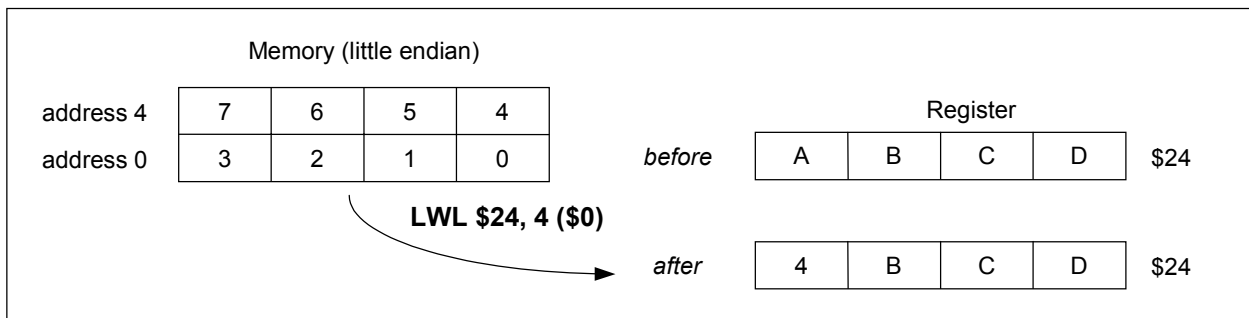 Memory (little endian)
address 4 7 6 5 4
address 0 3 2 1 0
Register
before A B C D $24
LWL $24, 4 ($0)
after 4 B C D $24